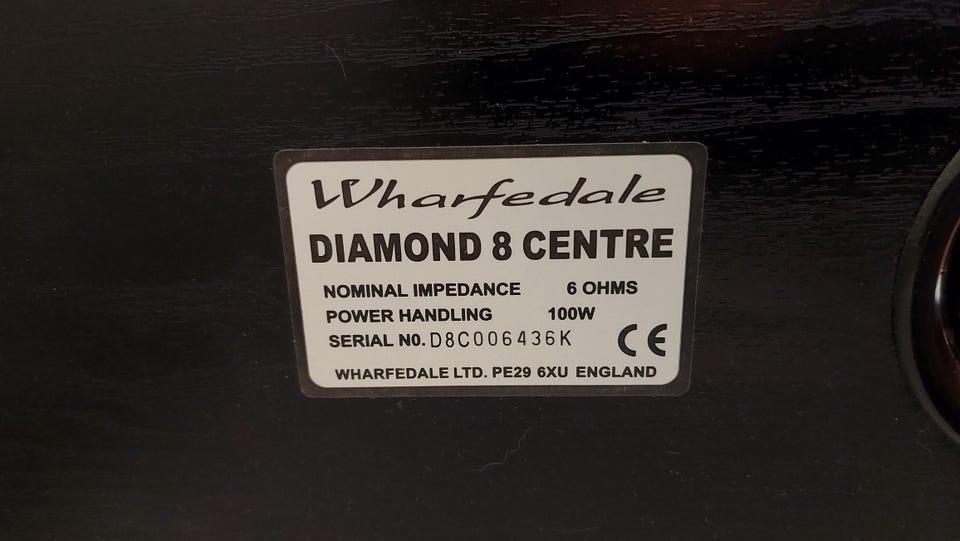 Wharfedale
DIAMOND 8 CENTRE
NOMINAL IMPEDANCE 6 OHMS
POWER HANDLING 100W
SERIAL N0. D8C006436K
CE
WHARFEDALE LTD. PE29 6XU ENGLAND